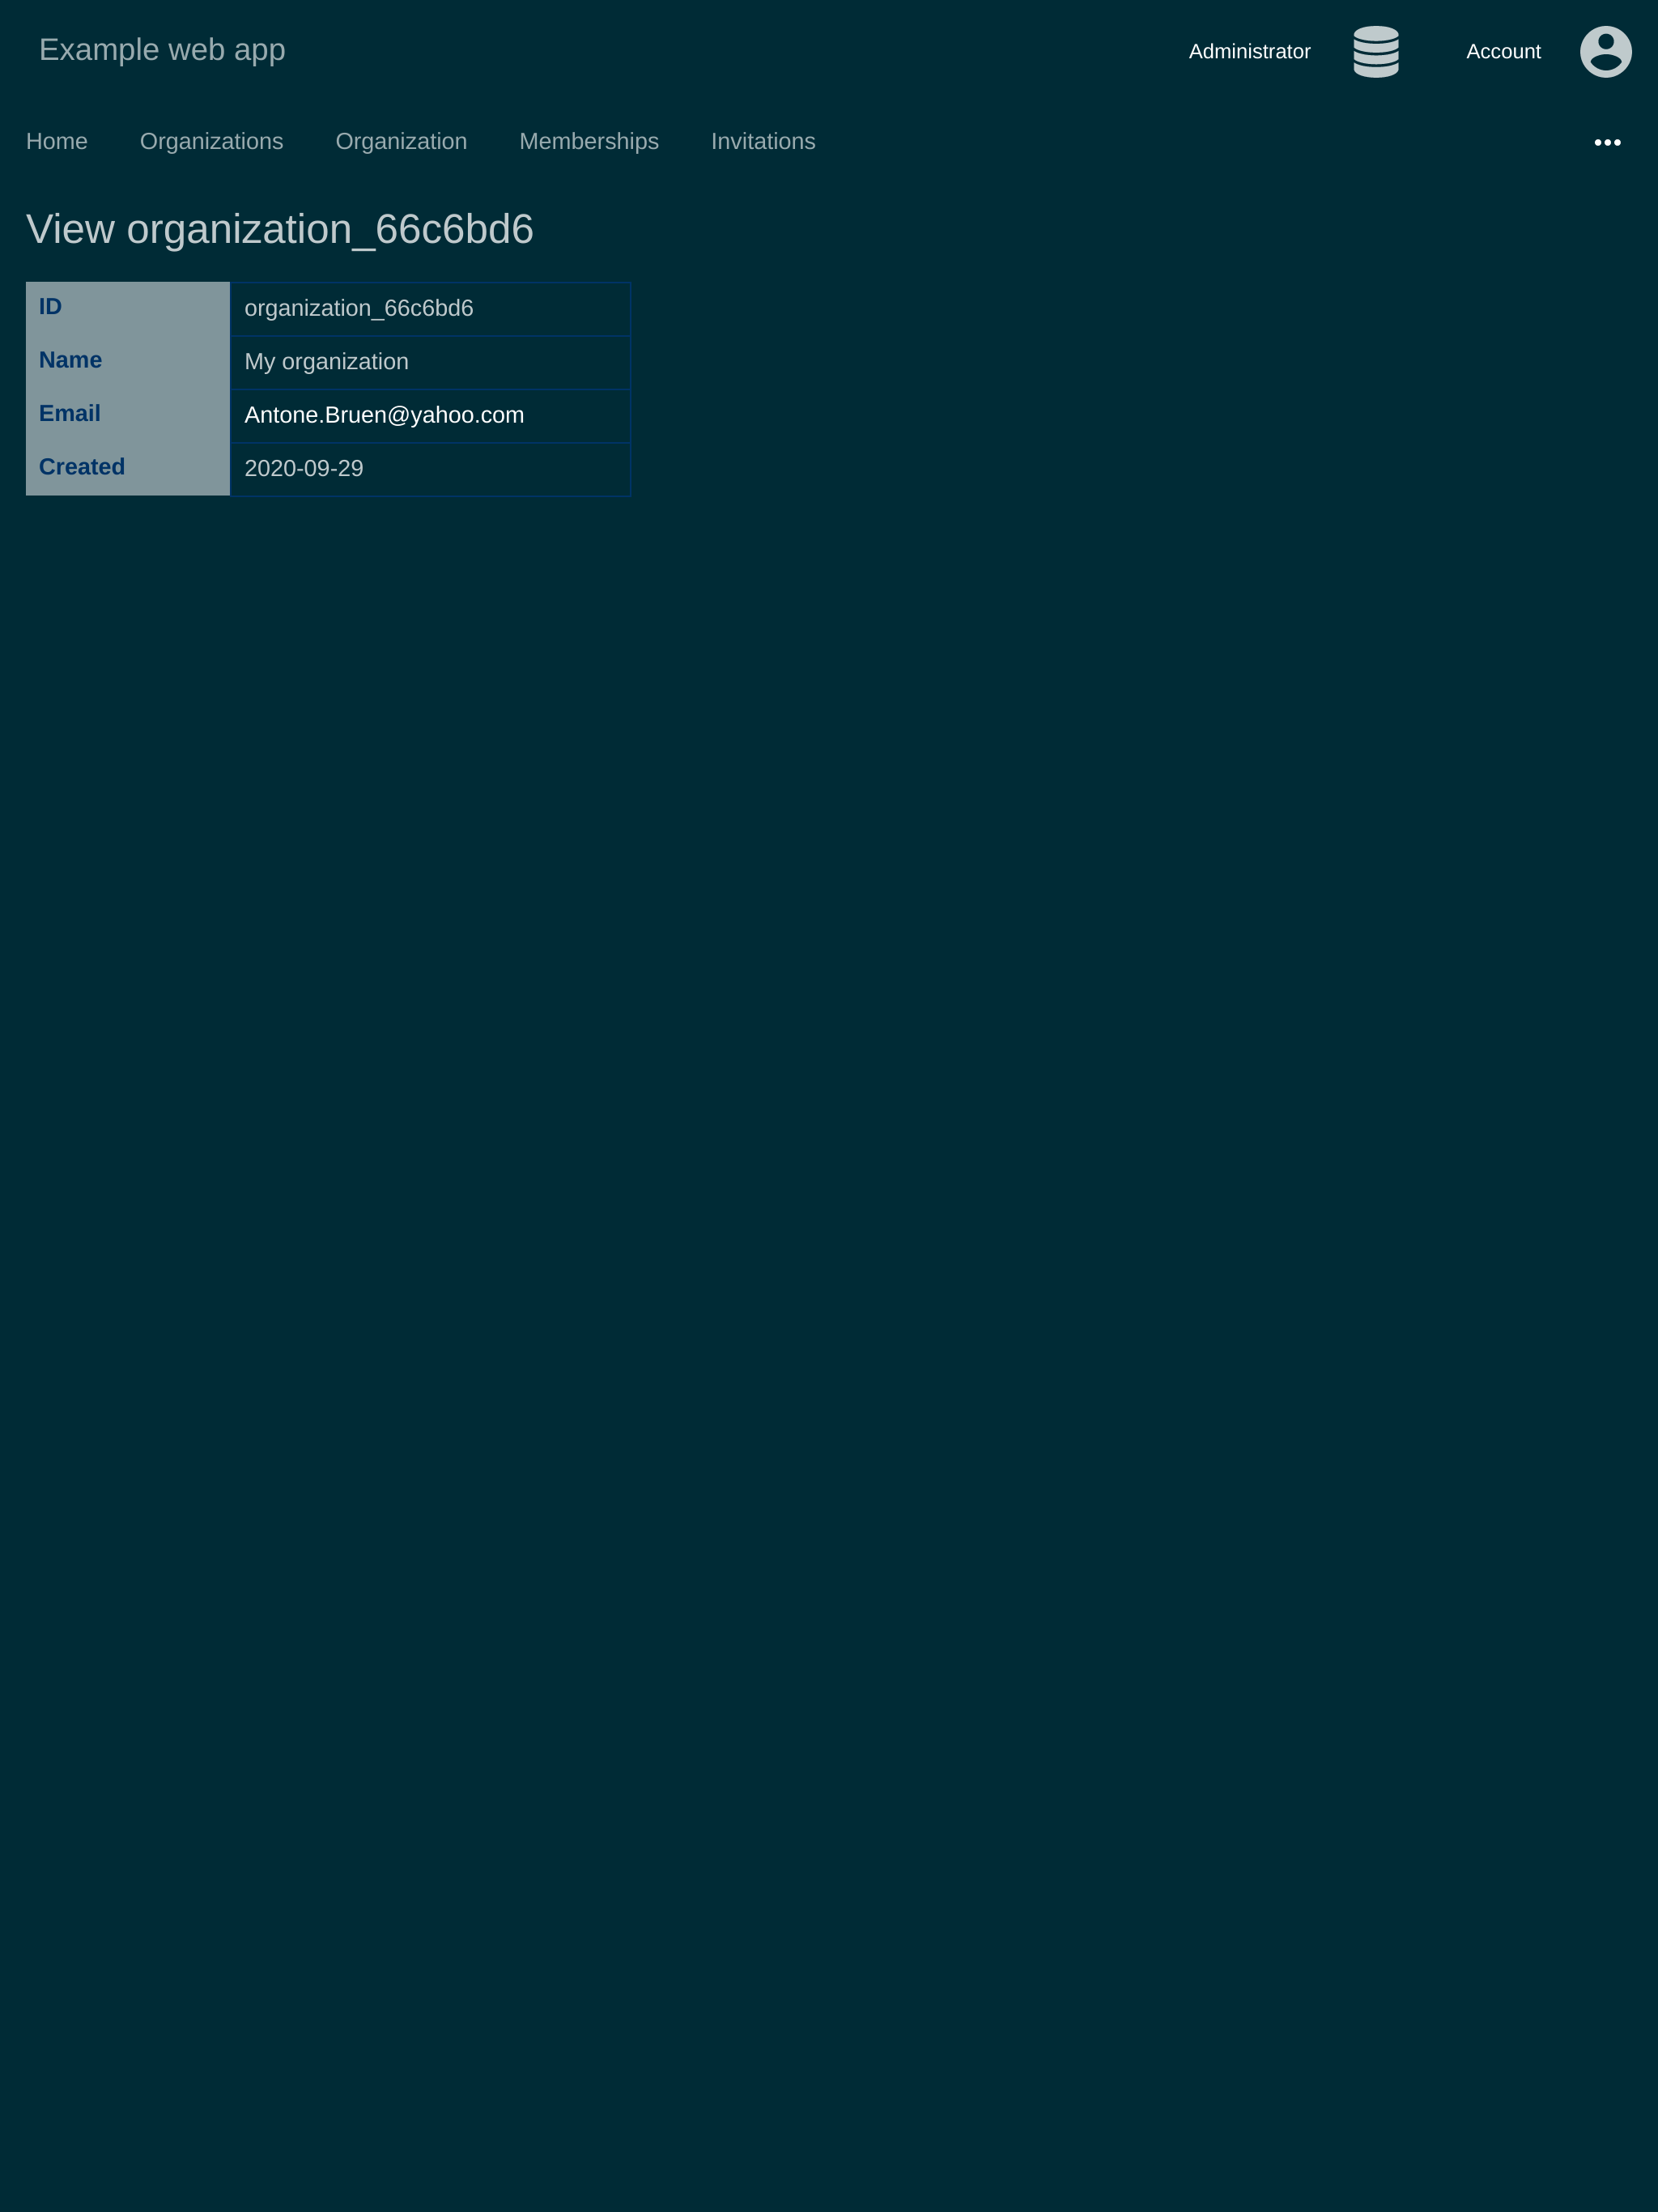 Example web app
Administrator Account
Home Organizations Organization Memberships Invitations •••
View organization_66c6bd6
ID organization_66c6bd6
Name My organization
Email Antone.Bruen@yahoo.com
Created 2020-09-29